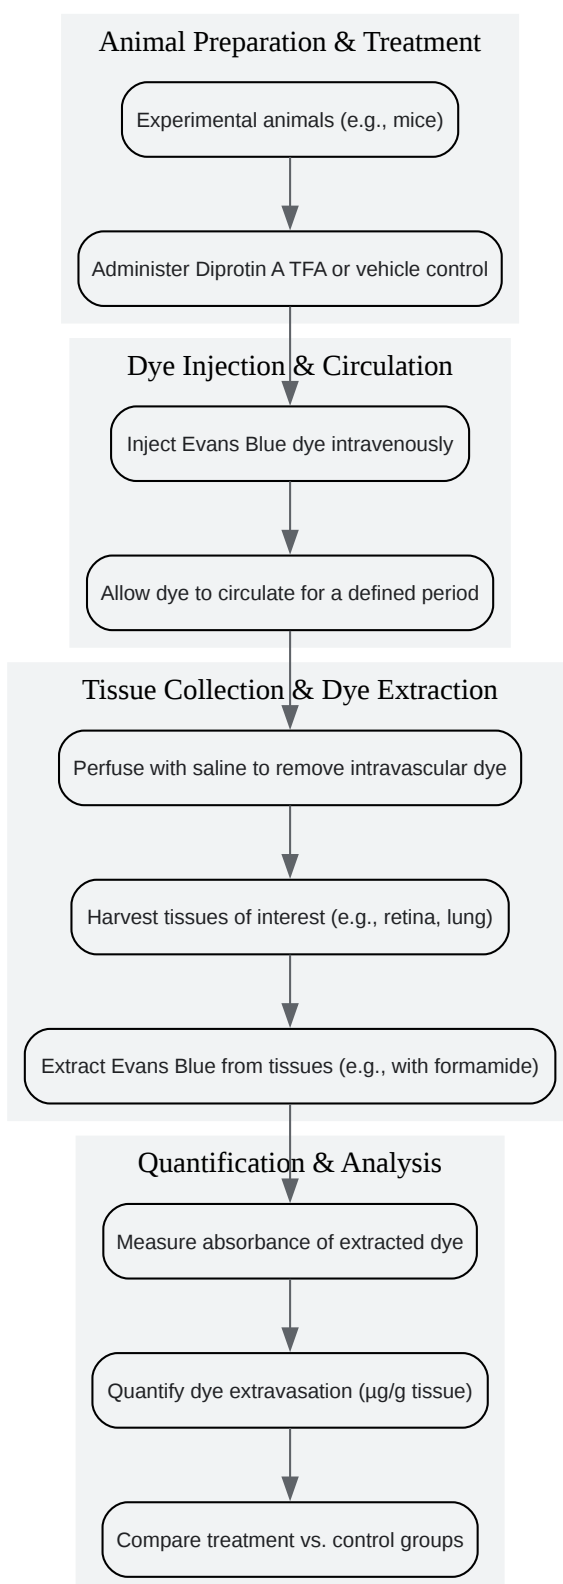 Animal Preparation & Treatment
Experimental animals (e.g., mice)
Administer Diprotin A TFA or vehicle control
Dye Injection & Circulation
Inject Evans Blue dye intravenously
Allow dye to circulate for a defined period
Tissue Collection & Dye Extraction
Perfuse with saline to remove intravascular dye
Harvest tissues of interest (e.g., retina, lung)
Extract Evans Blue from tissues (e.g., with formamide)
Quantification & Analysis
Measure absorbance of extracted dye
Quantify dye extravasation (µg/g tissue)
Compare treatment vs. control groups